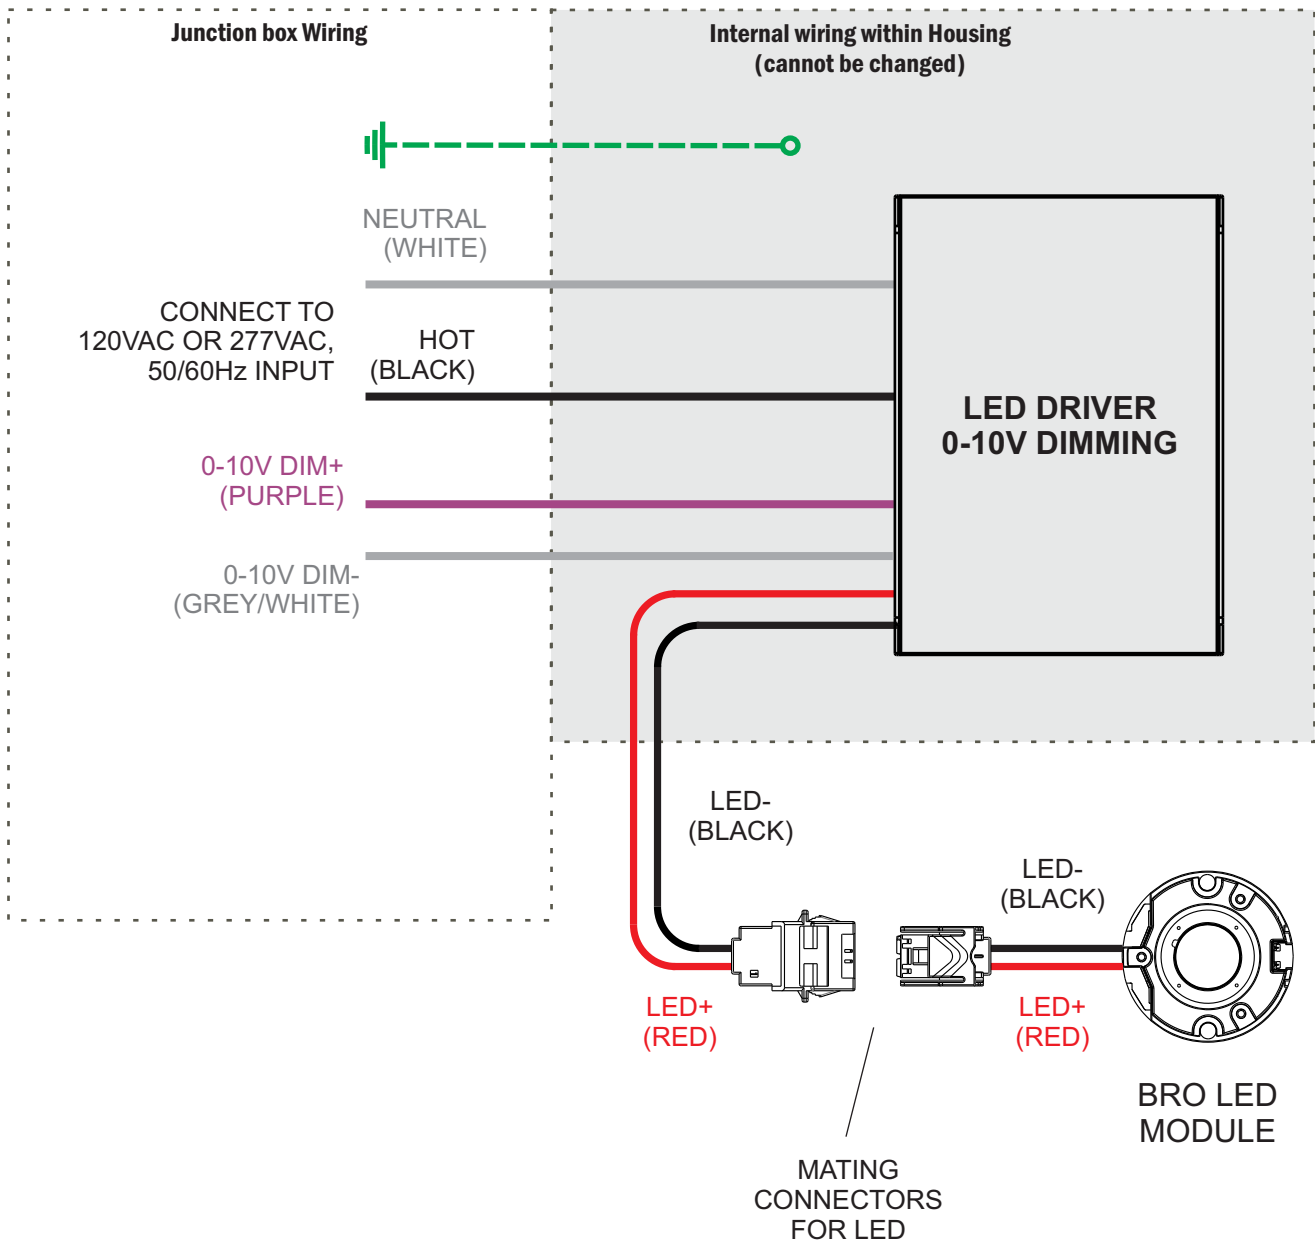 Junction box Wiring
Internal wiring within Housing
(cannot be changed)
NEUTRAL
(WHITE)
CONNECT TO
120VAC OR 277VAC,
50/60Hz INPUT
HOT
(BLACK)
LED DRIVER
0-10V DIMMING
0-10V DIM+
(PURPLE)
0-10V DIM-
(GREY/WHITE)
LED-
(BLACK)
LED-
(BLACK)
LED+
(RED)
LED+
(RED)
BRO LED
MODULE
MATING
CONNECTORS
FOR LED